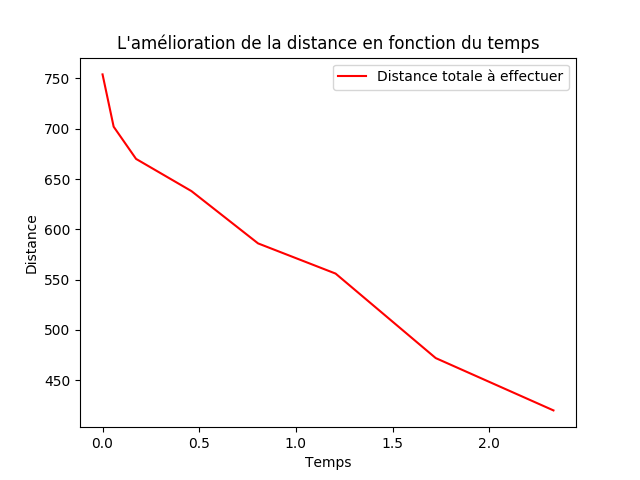 L'amélioration de la distance en fonction du temps
Distance totale à effectuer
Distance
750
700
650
600
550
500
450
0.0 0.5 1.0 1.5 2.0
Temps